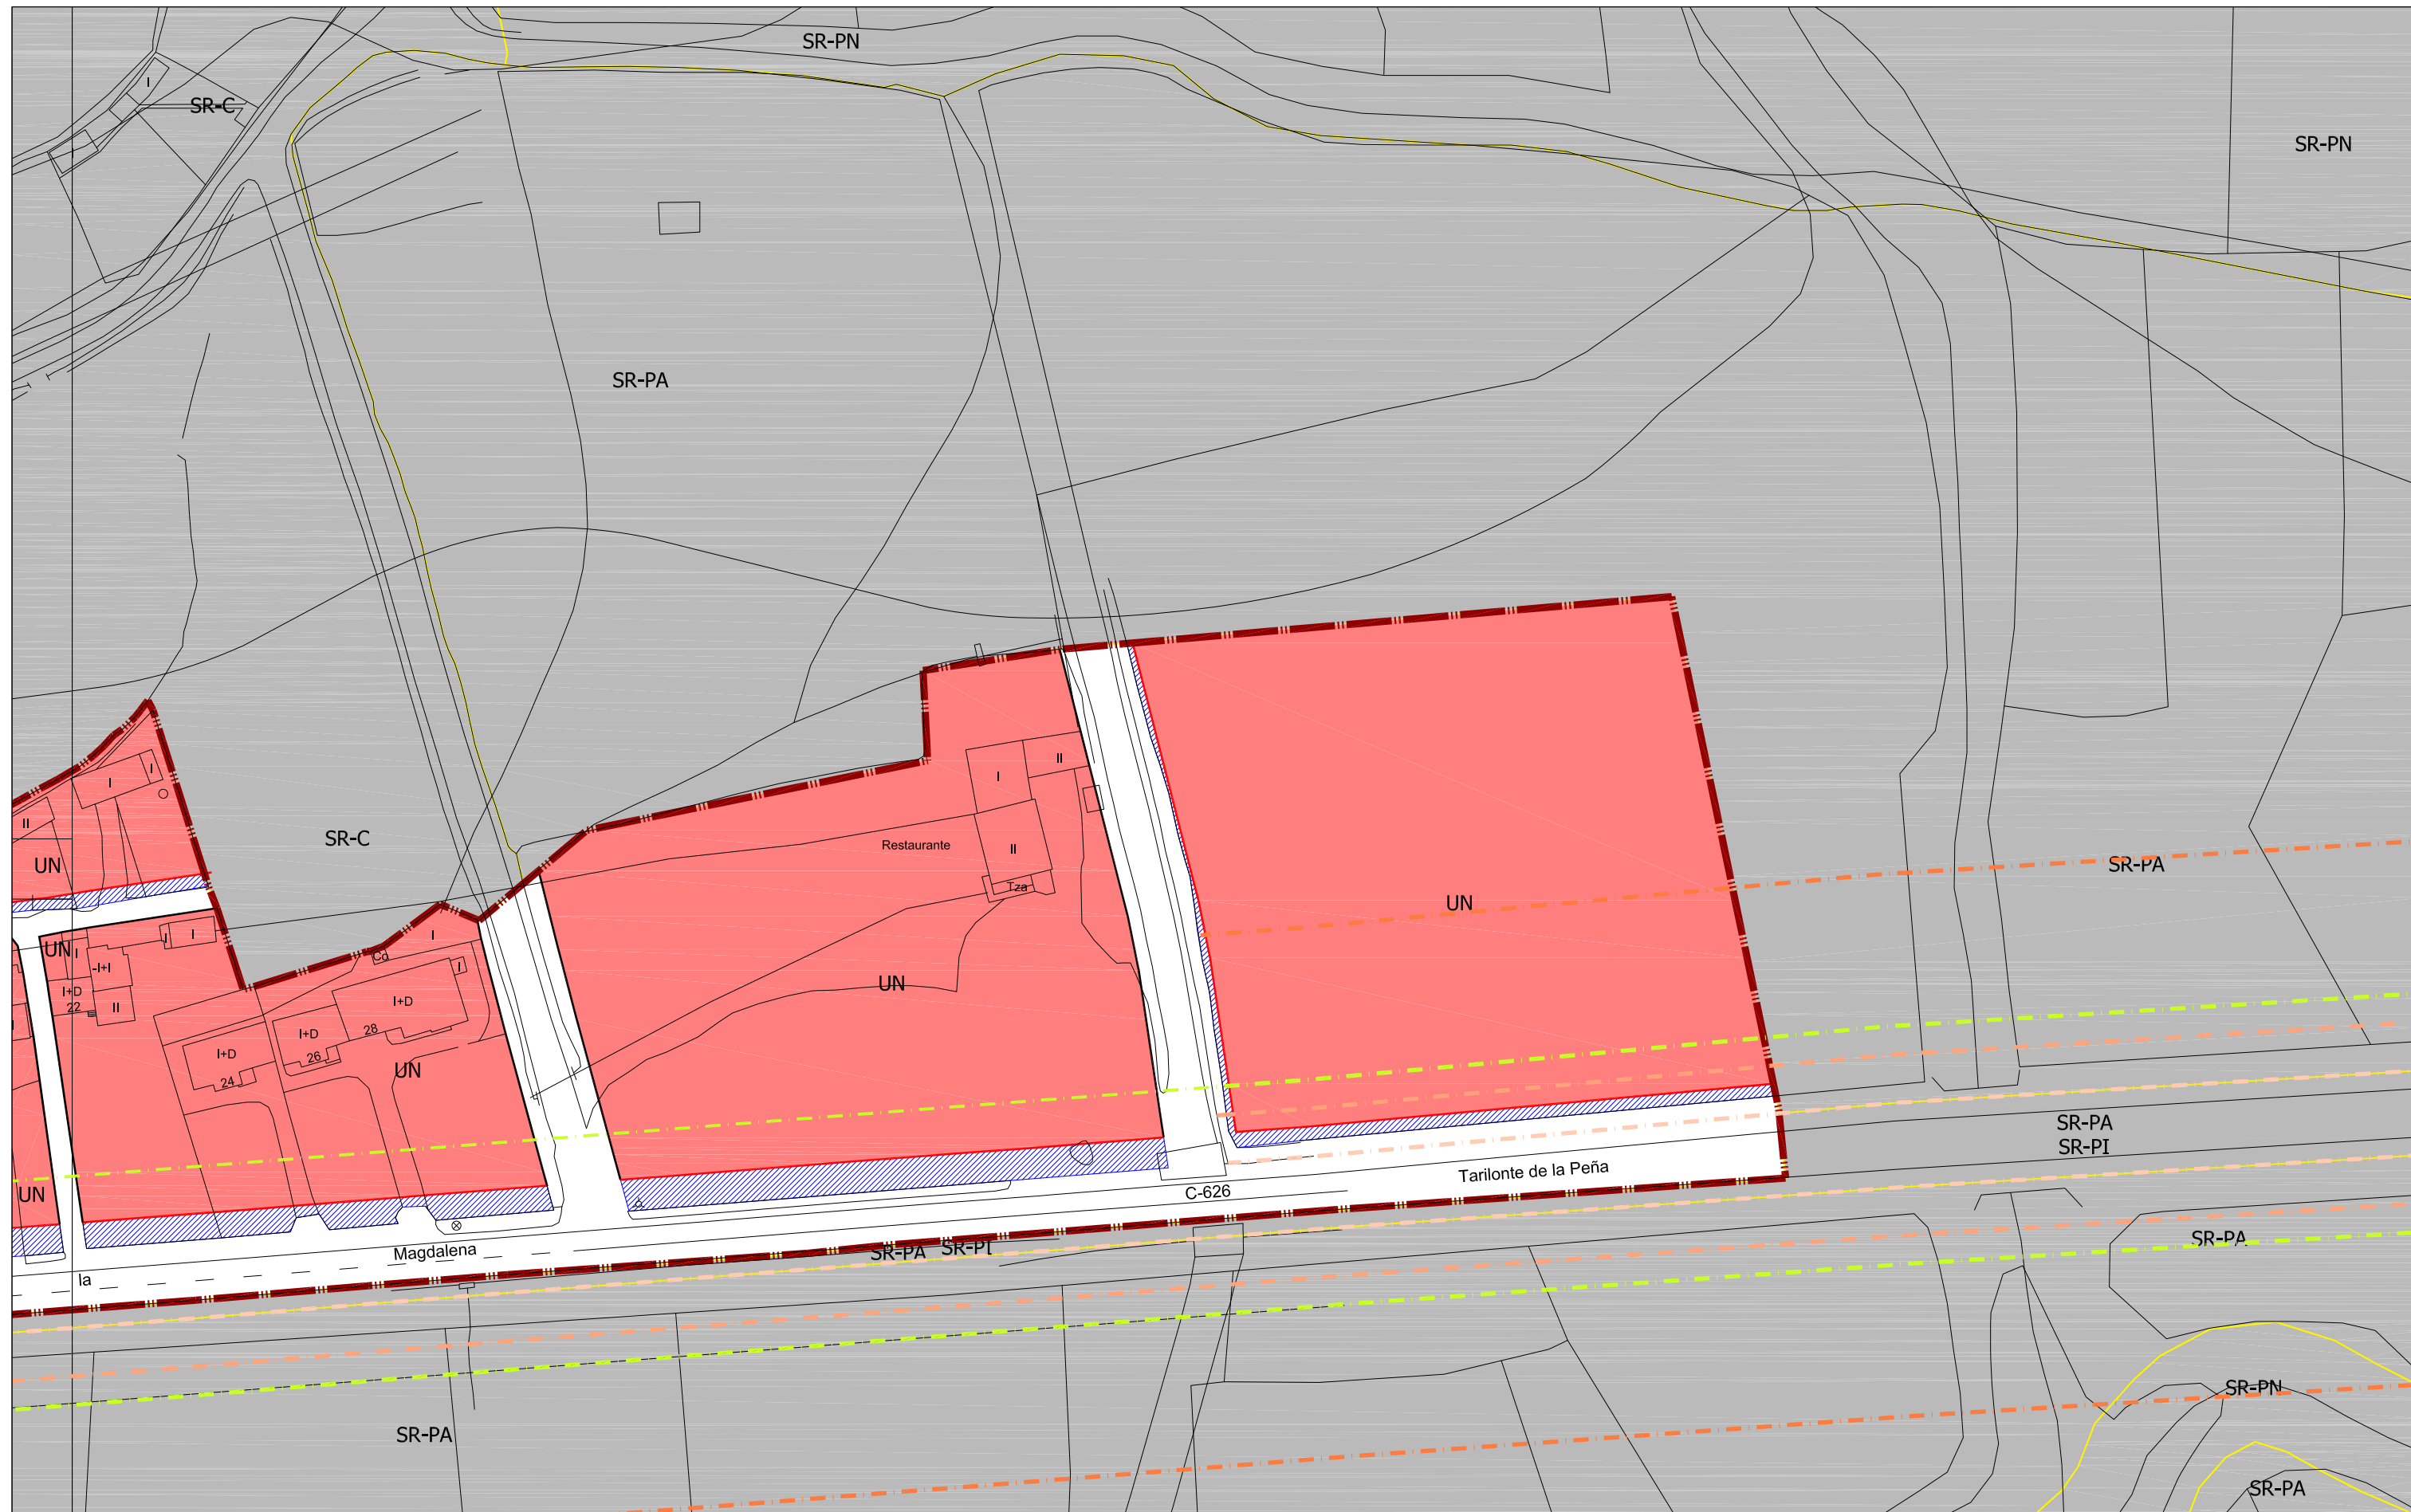 SR-PN
I
SR-C
I
SR-PN
SR-PA
I
I
II
I
II
UN
SR-C
Restaurante
II
Tza
SR-PA
UN
UN
I
I
I
I
Co
-I+I
I
I+D
22
II
I+D
28
UN
I+D
26
I+D
24
UN
UN
SR-PA
SR-PI
Tarilonte de la Peña
C-626
Magdalena
la
SR-PA SR-PI
SR-PA
SR-PN
SR-PA
SR-PA